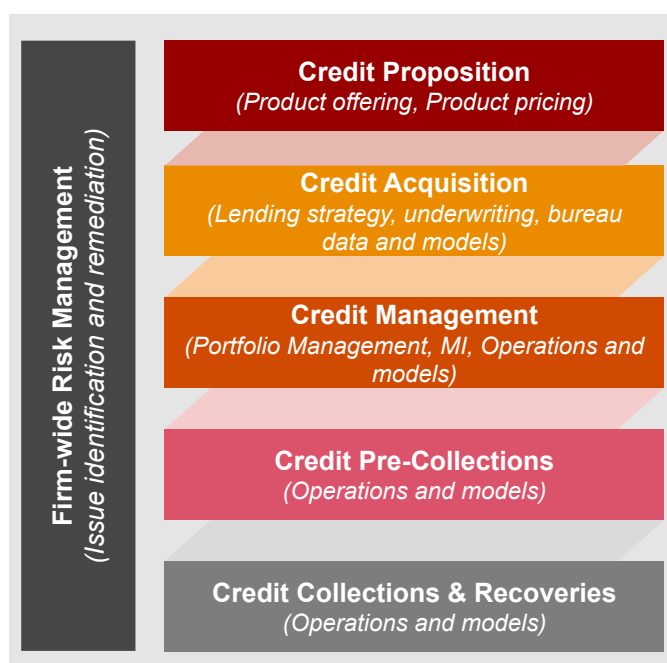 Firm-wide Risk Management
(Issue identification and remediation)
Credit Proposition
(Product offering, Product pricing)
Credit Acquisition
(Lending strategy, underwriting, bureau
data and models)
Credit Management
(Portfolio Management, MI, Operations and
models)
Credit Pre-Collections
(Operations and models)
Credit Collections & Recoveries
(Operations and models)